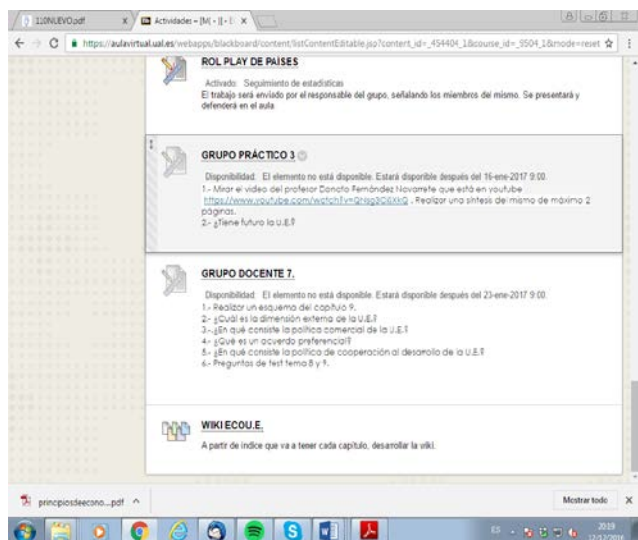 110NUEVO.pdf
Actividades – [M( - )( - E
https://aulavirtual.ual.es/webapps/blackboard/content/listContentEditable.jsp?content_id=_454404_1&course_id=_9504_1&mode=reset
ROL PLAY DE PAÍSES
Activado: Seguimiento de estadísticas
El trabajo será enviado por el responsable del grupo, señalando los miembros del mismo. Se presentará y
defenderá en el aula
GRUPO PRÁCTICO 3
Disponibilidad: El elemento no está disponible. Estará disponible después del 16-ene-2017 9:00.
1.- Mirar el video del profesor Donato Fernández Navarrete que está en youtube
. Realizar una síntesis del mismo de máximo 2
páginas.
2.- ¿Tiene futuro la U.E.?
GRUPO DOCENTE 7.
Disponibilidad: El elemento no está disponible. Estará disponible después del 23-ene-2017 9:00.
1.- Realizar un esquema del capítulo 9.
2.- ¿Cuál es la dimensión externa de la U.E.?
3.-.¿En qué consiste la política comercial de la U.E.?
4.- ¿Qué es un acuerdo preferencial?
5.- ¿En qué consiste la política de cooperación al desarrollo de la U.E.?
6.- Preguntas de test tema 8 y 9.
WIKI ECOU.E.
A partir de indice que va a tener cada capítulo, desarrollar la wiki.
principiosdeecono....pdf
Mostrar todo
ES
20:19
12/12/2016